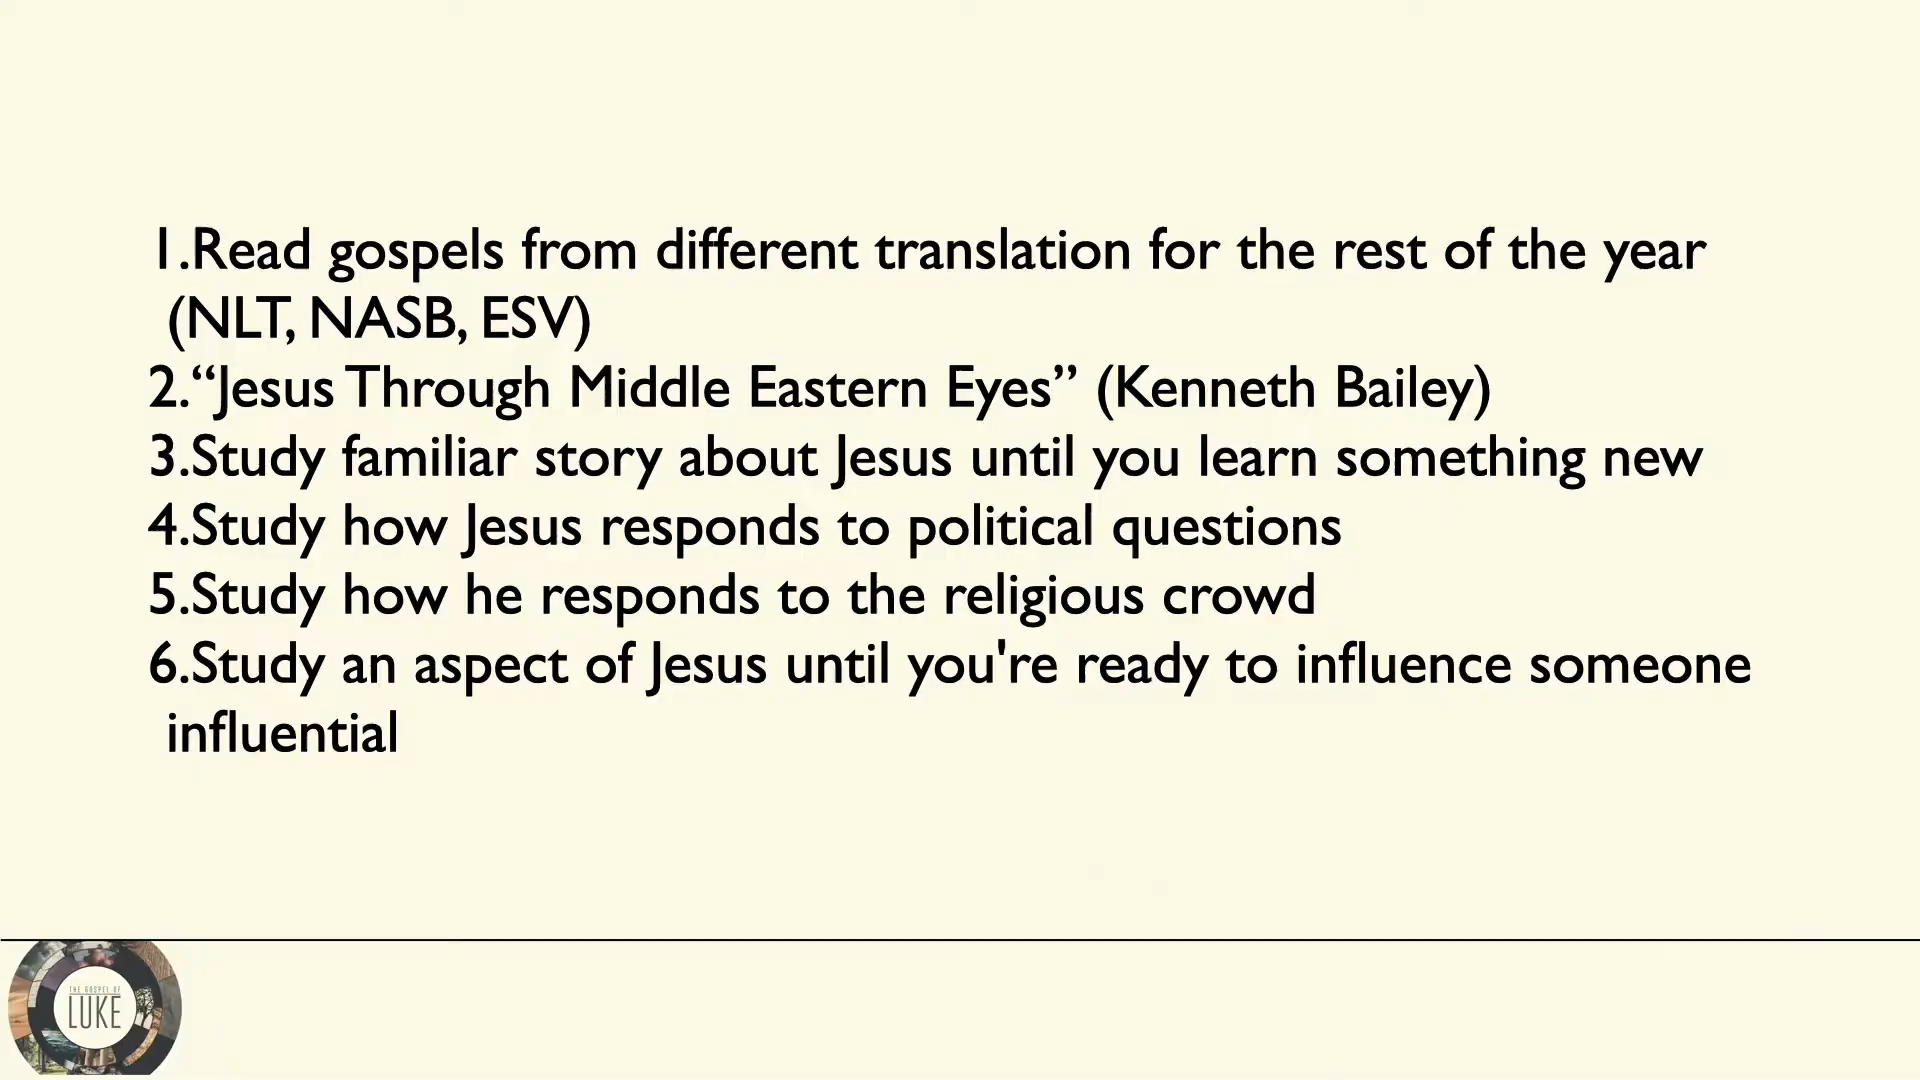 1.Read gospels from different translation for the rest of the year
(NLT, NASB, ESV)
2.“Jesus Through Middle Eastern Eyes” (Kenneth Bailey)
3.Study familiar story about Jesus until you learn something new
4.Study how Jesus responds to political questions
5.Study how he responds to the religious crowd
6.Study an aspect of Jesus until you're ready to influence someone
influential
THE GOSPEL OF
LUKE